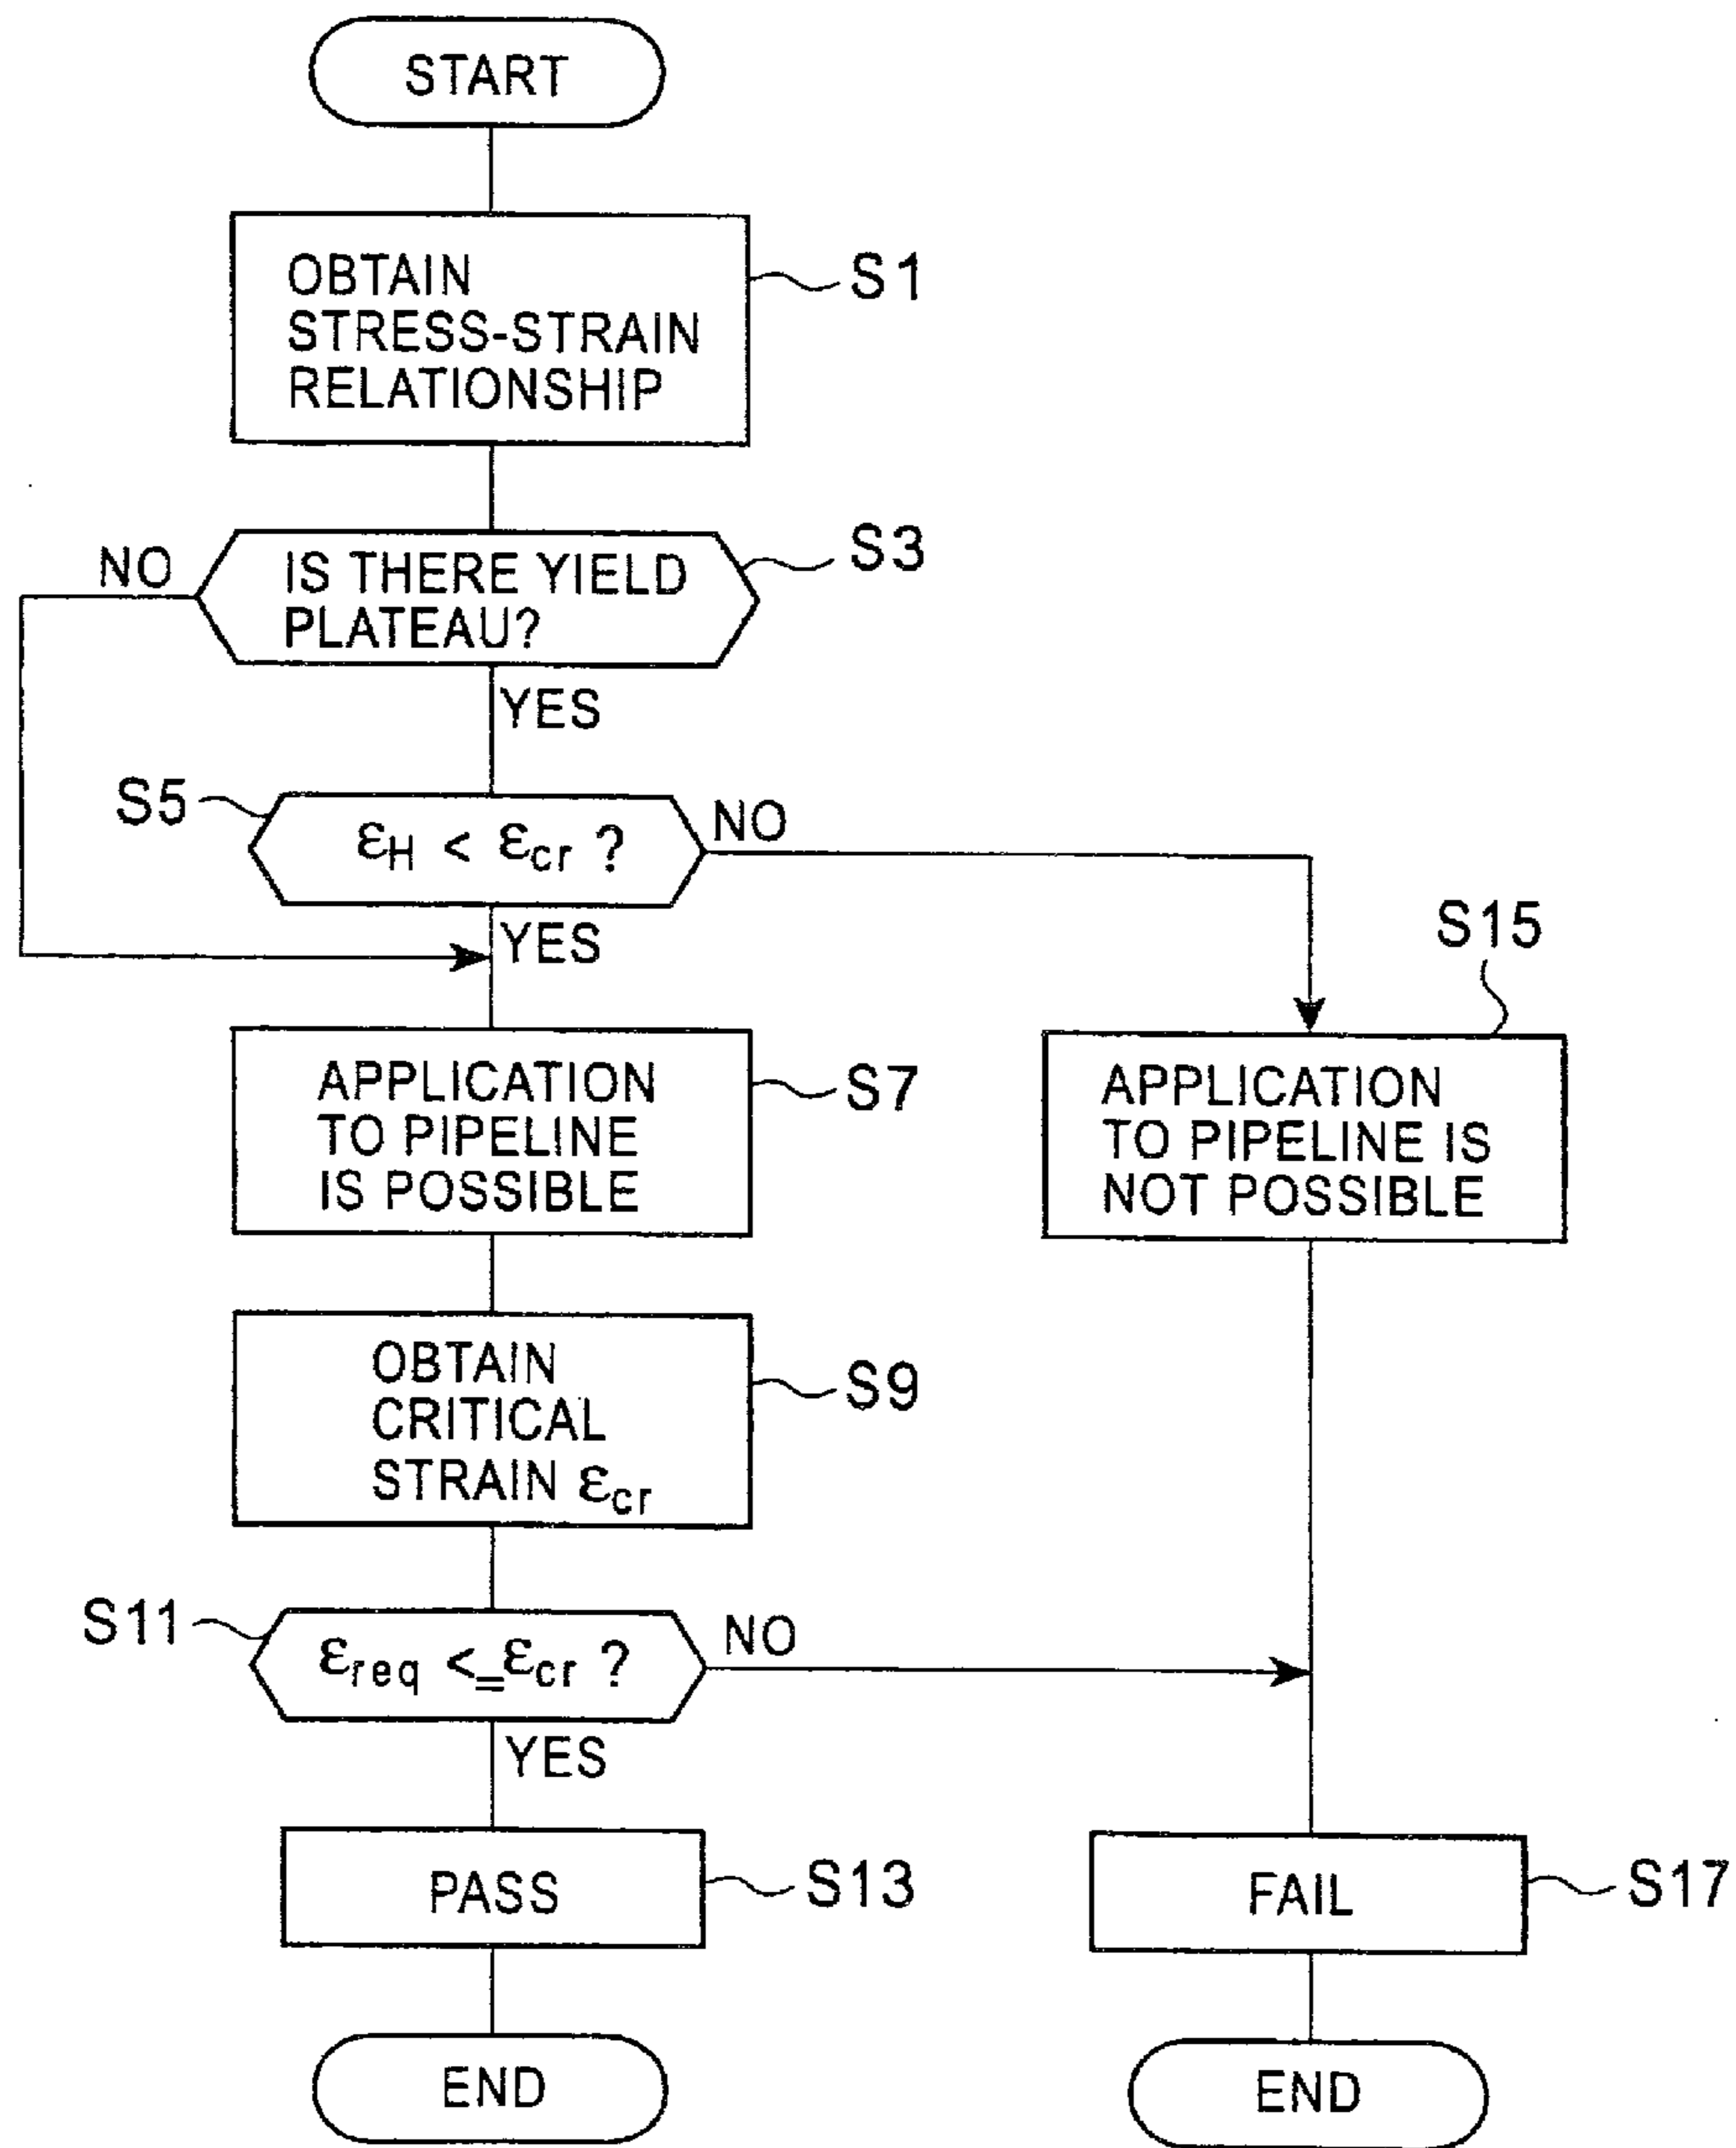 START
OBTAIN
STRESS-STRAIN
RELATIONSHIP
S1
NO
IS THERE YIELD
PLATEAU?
S3
YES
S5
εH < εcr ?
NO
YES
S15
APPLICATION
TO PIPELINE
IS POSSIBLE
S7
APPLICATION
TO PIPELINE IS
NOT POSSIBLE
OBTAIN
CRITICAL
STRAIN εcr
S9
S11
εreq <= εcr ?
NO
YES
PASS
S13
FAIL
S17
END
END